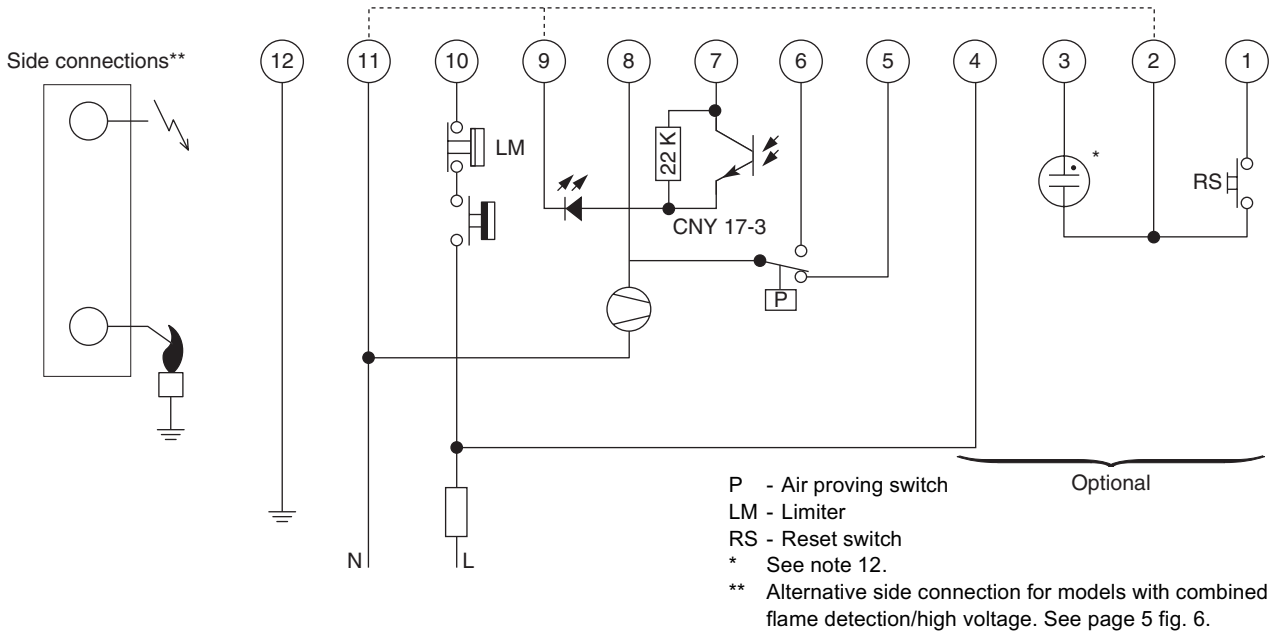 Side connections**
12 11 10 9 8 7 6 5 4 3 2 1
LM
22 K
*
RS
CNY 17-3
P
N L
Optional
P - Air proving switch
LM - Limiter
RS - Reset switch
* See note 12.
** Alternative side connection for models with combined
flame detection/high voltage. See page 5 fig. 6.